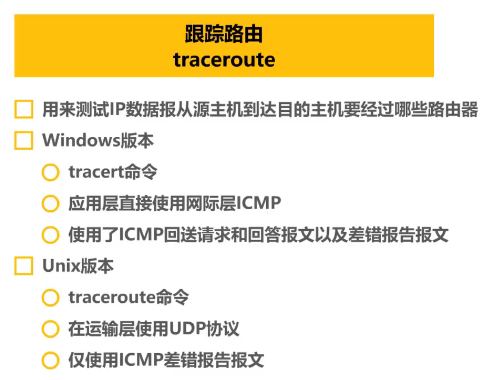 跟踪路由
traceroute
用来测试IP数据报从源主机到达目的主机要经过哪些路由器
Windows版本
tracert命令
应用层直接使用网际层ICMP
使用了ICMP回送请求和回答报文以及差错报告报文
Unix版本
traceroute命令
在运输层使用UDP协议
仅使用ICMP差错报告报文